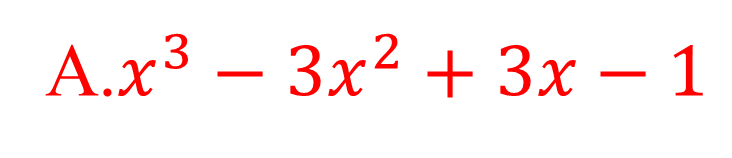 A.x³ − 3x² + 3x − 1